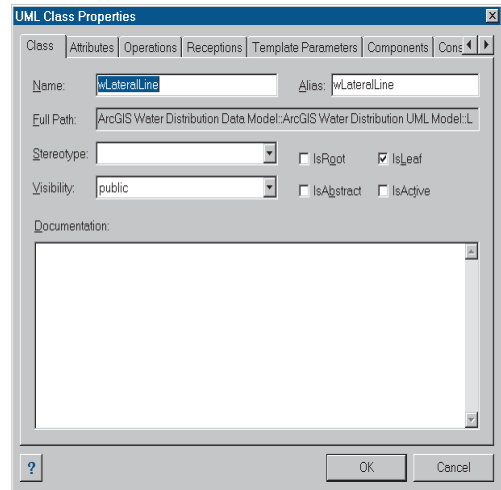 UML Class Properties
Class Attributes Operations Receptions Template Parameters Components Cons
Name: wLateralLine Alias: wLateralLine
Full Path: ArcGIS Water Distribution Data Model::ArcGIS Water Distribution UML Model::L
Stereotype: IsRoot IsLeaf
Visibility: public IsAbstract IsActive
Documentation:
? OK Cancel